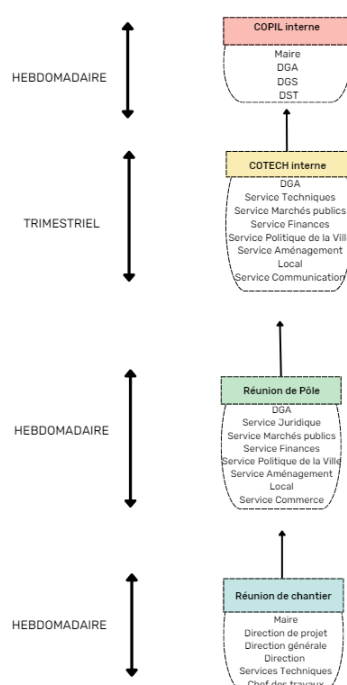 COPIL interne
HEBDOMADAIRE
Maire
DGA
DGS
DST
COTECH interne
TRIMESTRIEL
DGA
Service Techniques
Service Marchés publics
Service Finances
Service Politique de la Ville
Service Aménagement
Local
Service Communication
Réunion de Pôle
HEBDOMADAIRE
DGA
Service Juridique
Service Marchés publics
Service Finances
Service Politique de la Ville
Service Aménagement
Local
Service Commerce
Réunion de chantier
HEBDOMADAIRE
Maire
Direction de projet
Direction générale
Direction
Services Techniques
Chef des travaux